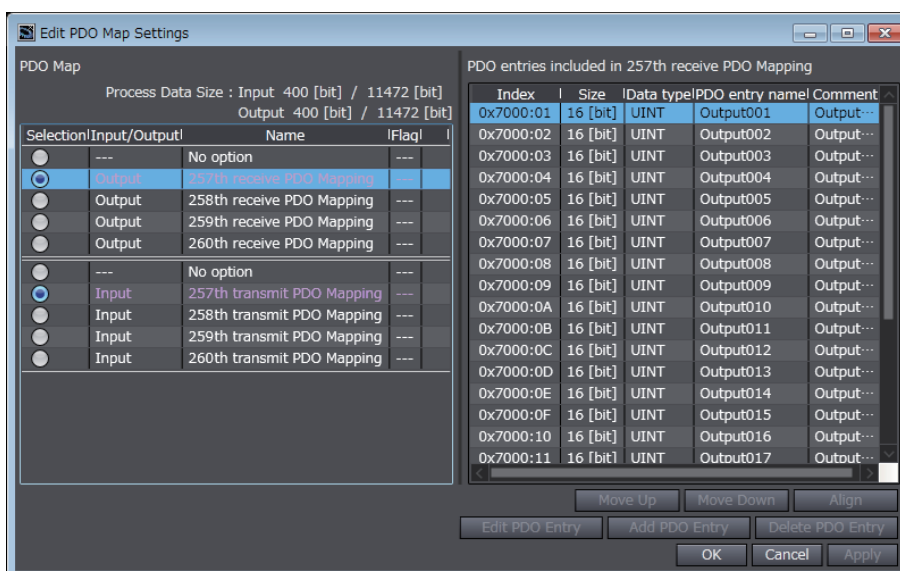 Edit PDO Map Settings
PDO Map
Process Data Size : Input 400 [bit] / 11472 [bit]
Output 400 [bit] / 11472 [bit]
Selection Input/Output Name Flag
--- No option ---
Output 257th receive PDO Mapping ---
Output 258th receive PDO Mapping ---
Output 259th receive PDO Mapping ---
Output 260th receive PDO Mapping ---
--- No option ---
Input 257th transmit PDO Mapping ---
Input 258th transmit PDO Mapping ---
Input 259th transmit PDO Mapping ---
Input 260th transmit PDO Mapping ---
PDO entries included in 257th receive PDO Mapping
Index Size Data type PDO entry name Comment
0x7000:01 16 [bit] UINT Output001 Output···
0x7000:02 16 [bit] UINT Output002 Output···
0x7000:03 16 [bit] UINT Output003 Output···
0x7000:04 16 [bit] UINT Output004 Output···
0x7000:05 16 [bit] UINT Output005 Output···
0x7000:06 16 [bit] UINT Output006 Output···
0x7000:07 16 [bit] UINT Output007 Output···
0x7000:08 16 [bit] UINT Output008 Output···
0x7000:09 16 [bit] UINT Output009 Output···
0x7000:0A 16 [bit] UINT Output010 Output···
0x7000:0B 16 [bit] UINT Output011 Output···
0x7000:0C 16 [bit] UINT Output012 Output···
0x7000:0D 16 [bit] UINT Output013 Output···
0x7000:0E 16 [bit] UINT Output014 Output···
0x7000:0F 16 [bit] UINT Output015 Output···
0x7000:10 16 [bit] UINT Output016 Output···
0x7000:11 16 [bit] UINT Output017 Output···
Move Up Move Down Align
Edit PDO Entry Add PDO Entry Delete PDO Entry
OK Cancel Apply